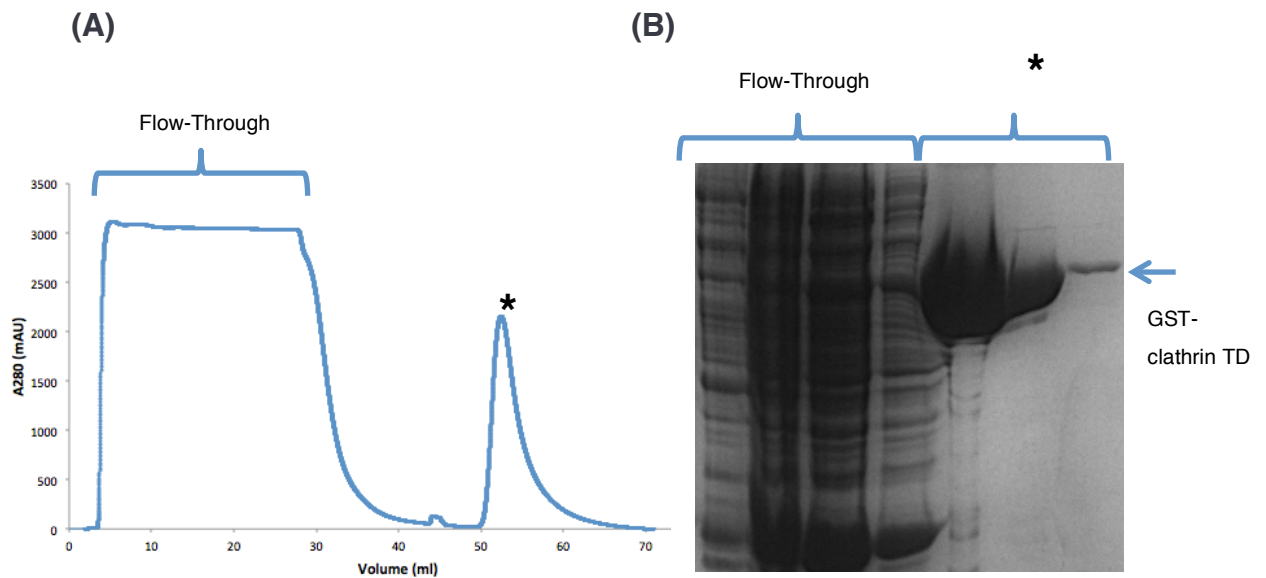 (A)
Flow-Through
3500
3000
2500
2000
1500
1000
500
0
A280 (mAU)
*
0 10 20 30 40 50 60 70
Volume (ml)
(B)
*
Flow-Through
GST-
clathrin TD